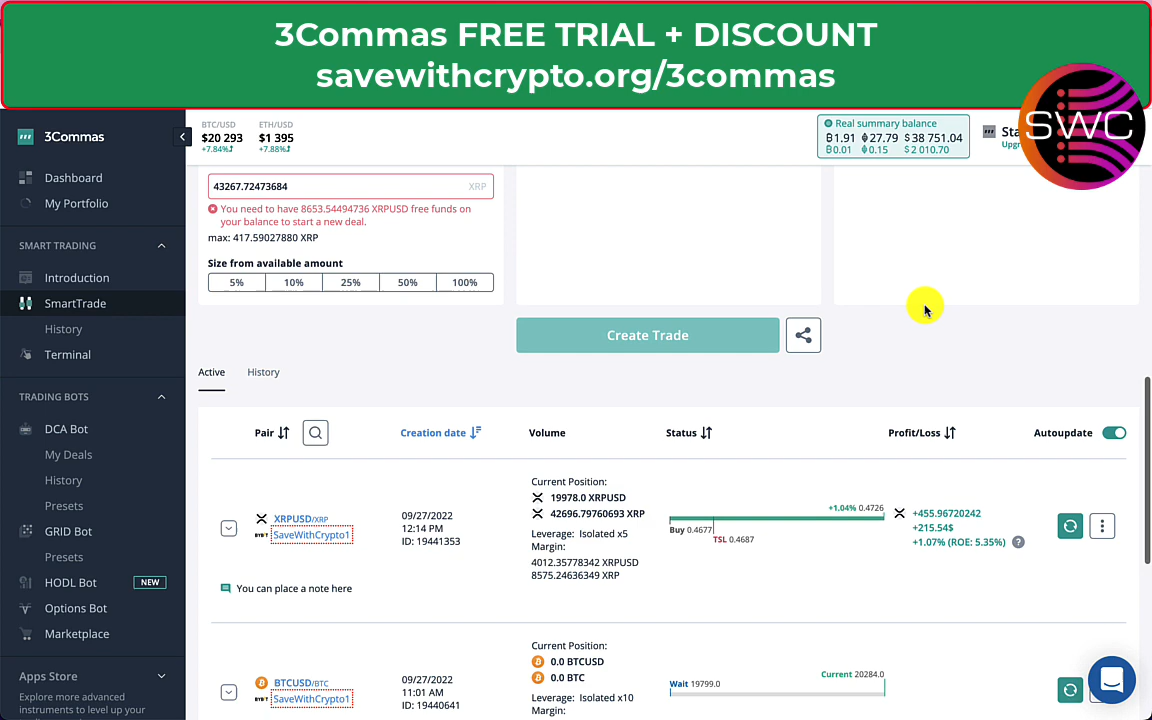 3Commas FREE TRIAL + DISCOUNT
savewithcrypto.org/3commas
SWC
3Commas
BTC/USD
$20 293
+7.84%
ETH/USD
$1 395
+7.88%
Real summary balance
1.91 27.79 $ 38 751.04
0.01 0.15 $ 2 010.70
Dashboard
My Portfolio
SMART TRADING
Introduction
SmartTrade
History
Terminal
TRADING BOTS
DCA Bot
My Deals
History
Presets
GRID Bot
Presets
HODL Bot NEW
Options Bot
Marketplace
Apps Store
Explore more advanced
instruments to level up your
43267.72473684 XRP
You need to have 8653.54494736 XRPUSD free funds on
your balance to start a new deal.
max: 417.59027880 XRP
Size from available amount
5% 10% 25% 50% 100%
Create Trade
Active History
Pair Creation date Volume Status Profit/Loss Autoupdate
XRPUSD/XRP
BYBIT SaveWithCrypto1
09/27/2022
12:14 PM
ID: 19441353
Current Position:
19978.0 XRPUSD
42696.79760693 XRP
Leverage: Isolated x5
Margin:
4012.35778342 XRPUSD
8575.24636349 XRP
+1.04% 0.4726
Buy 0.4677
TSL 0.4687
+455.96720242
+215.54$
+1.07% (ROE: 5.35%)
You can place a note here
BTCUSD/BTC
BYBIT SaveWithCrypto1
09/27/2022
11:01 AM
ID: 19440641
Current Position:
0.0 BTCUSD
0.0 BTC
Leverage: Isolated x10
Margin:
Current 20284.0
Wait 19799.0